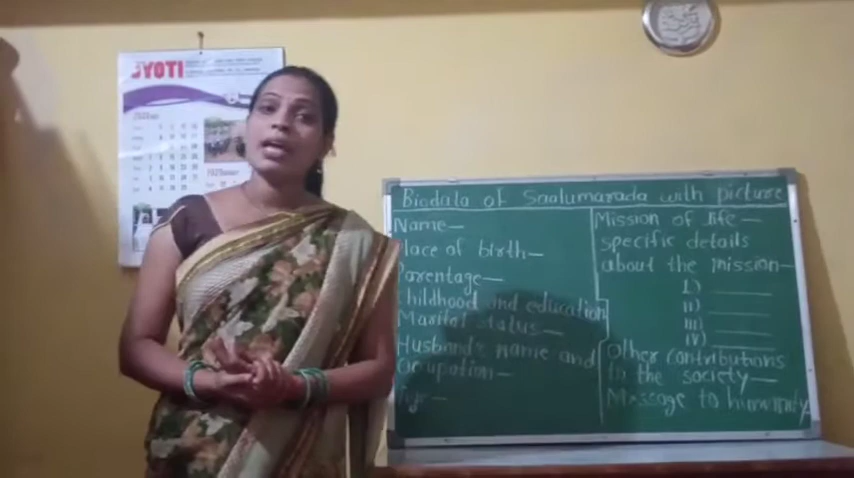 JYOTI
Biodata of Saalumarada with picture
Name—
Place of birth—
Parentage—
Childhood and education
Marital status—
Husband's name and
Occupation—
Age—
Mission of life—
specific details
about the mission—
I)
II)
III)
IV)
Other contributions
to the society—
Massage to humanity